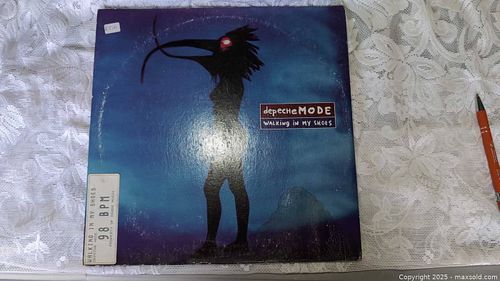 depecHe MODE
WALKING iN MY SHOES
WALKING IN MY SHOES
98 BPM
Copyright © 2025 - maxsold.com